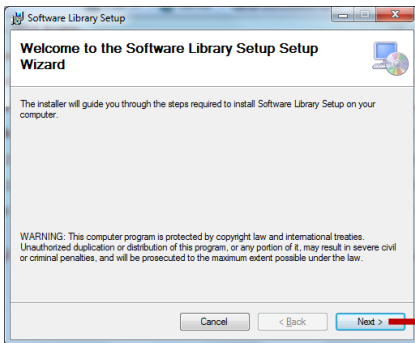 Software Library Setup
Welcome to the Software Library Setup Setup
Wizard
The installer will guide you through the steps required to install Software Library Setup on your
computer.
WARNING: This computer program is protected by copyright law and international treaties.
Unauthorized duplication or distribution of this program, or any portion of it, may result in severe civil
or criminal penalties, and will be prosecuted to the maximum extent possible under the law.
Cancel < Back Next >